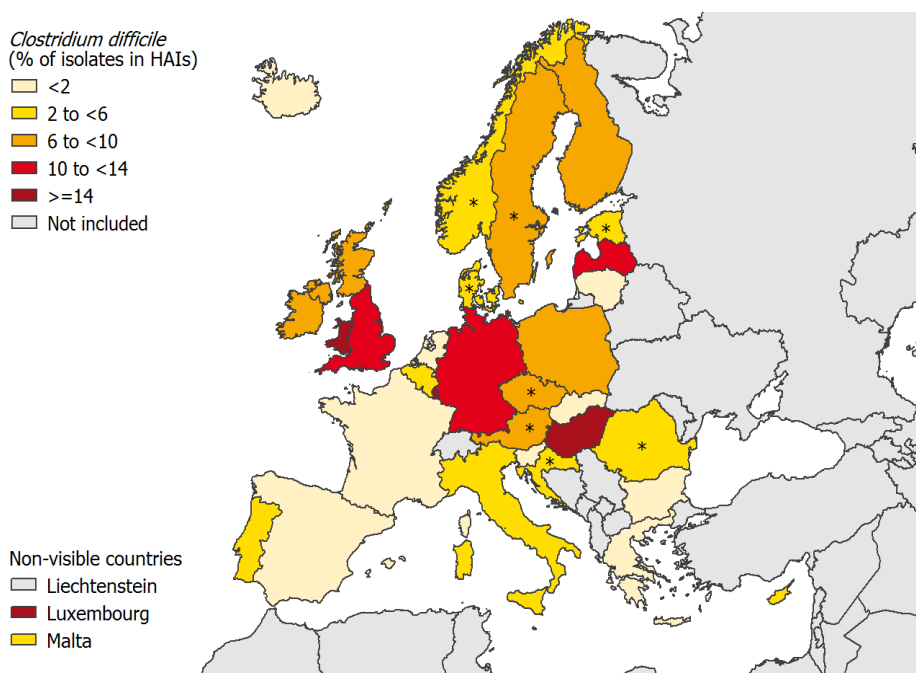 Clostridium difficile
(% of isolates in HAIs)
<2
2 to <6
6 to <10
10 to <14
>=14
Not included
*
*
*
*
*
*
*
*
Non-visible countries
Liechtenstein
Luxembourg
Malta